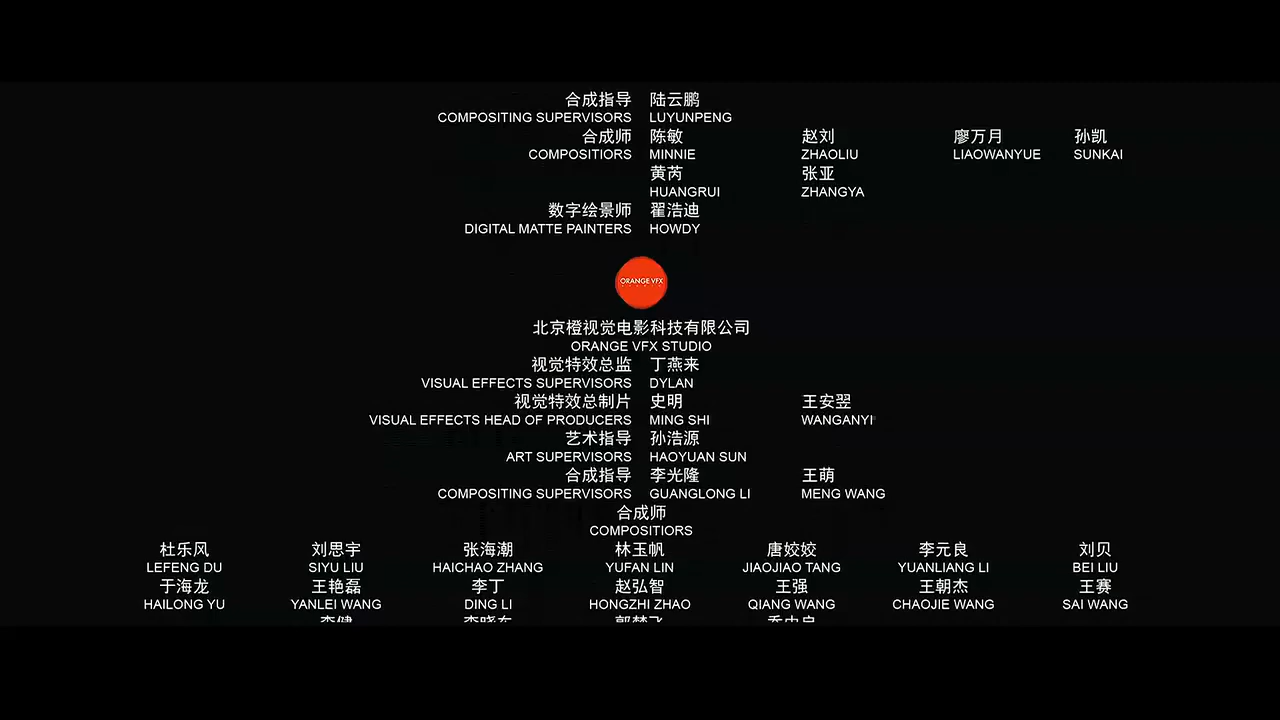 合成指导 陆云鹏
COMPOSITING SUPERVISORS LUYUNPENG
合成师 陈敏 赵刘 廖万月 孙凯
COMPOSITIORS MINNIE ZHAOLIU LIAOWANYUE SUNKAI
黄芮 张亚
HUANGRUI ZHANGYA
数字绘景师 翟浩迪
DIGITAL MATTE PAINTERS HOWDY
ORANGE VFX
北京橙视觉电影科技有限公司
ORANGE VFX STUDIO
视觉特效总监 丁燕来
VISUAL EFFECTS SUPERVISORS DYLAN
视觉特效总制片 史明 王安翌
VISUAL EFFECTS HEAD OF PRODUCERS MING SHI WANGANYI
艺术指导 孙浩源
ART SUPERVISORS HAOYUAN SUN
合成指导 李光隆 王萌
COMPOSITING SUPERVISORS GUANGLONG LI MENG WANG
合成师
COMPOSITIORS
杜乐风 刘思宇 张海潮 林玉帆 唐姣姣 李元良 刘贝
LEFENG DU SIYU LIU HAICHAO ZHANG YUFAN LIN JIAOJIAO TANG YUANLIANG LI BEI LIU
于海龙 王艳磊 李丁 赵弘智 王强 王朝杰 王赛
HAILONG YU YANLEI WANG DING LI HONGZHI ZHAO QIANG WANG CHAOJIE WANG SAI WANG